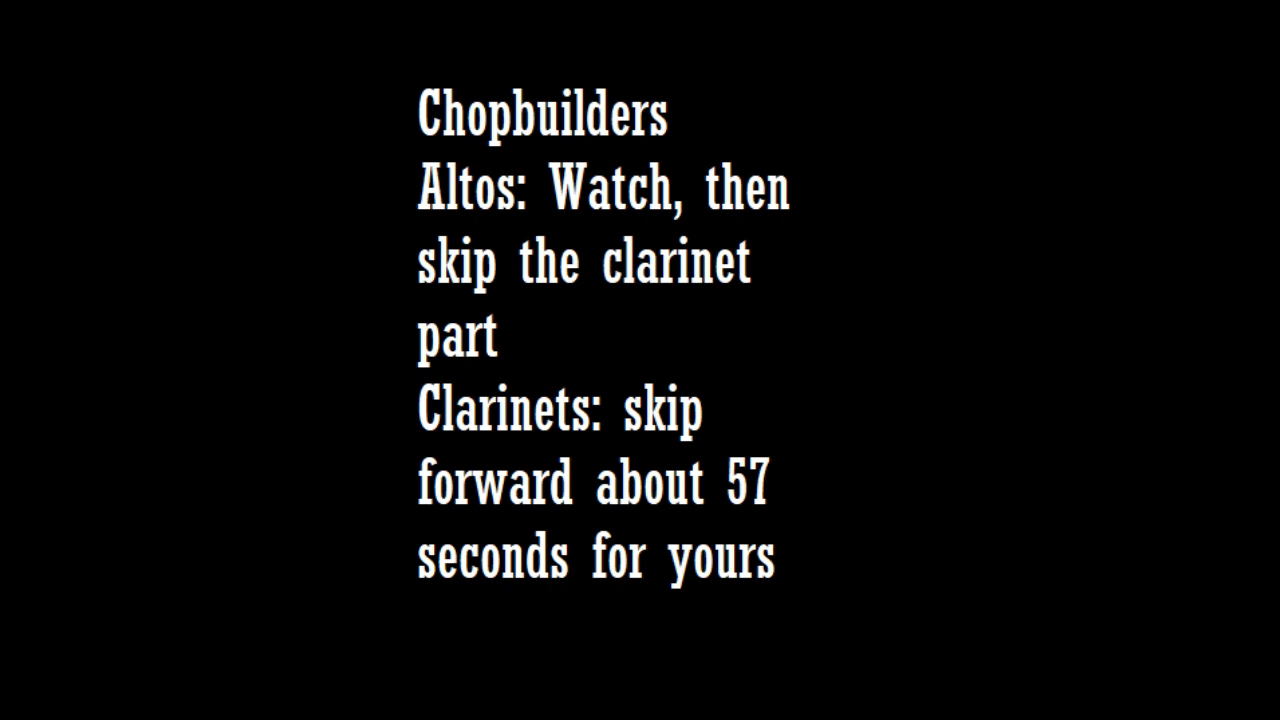 Chopbuilders
Altos: Watch, then
skip the clarinet
part
Clarinets: skip
forward about 57
seconds for yours